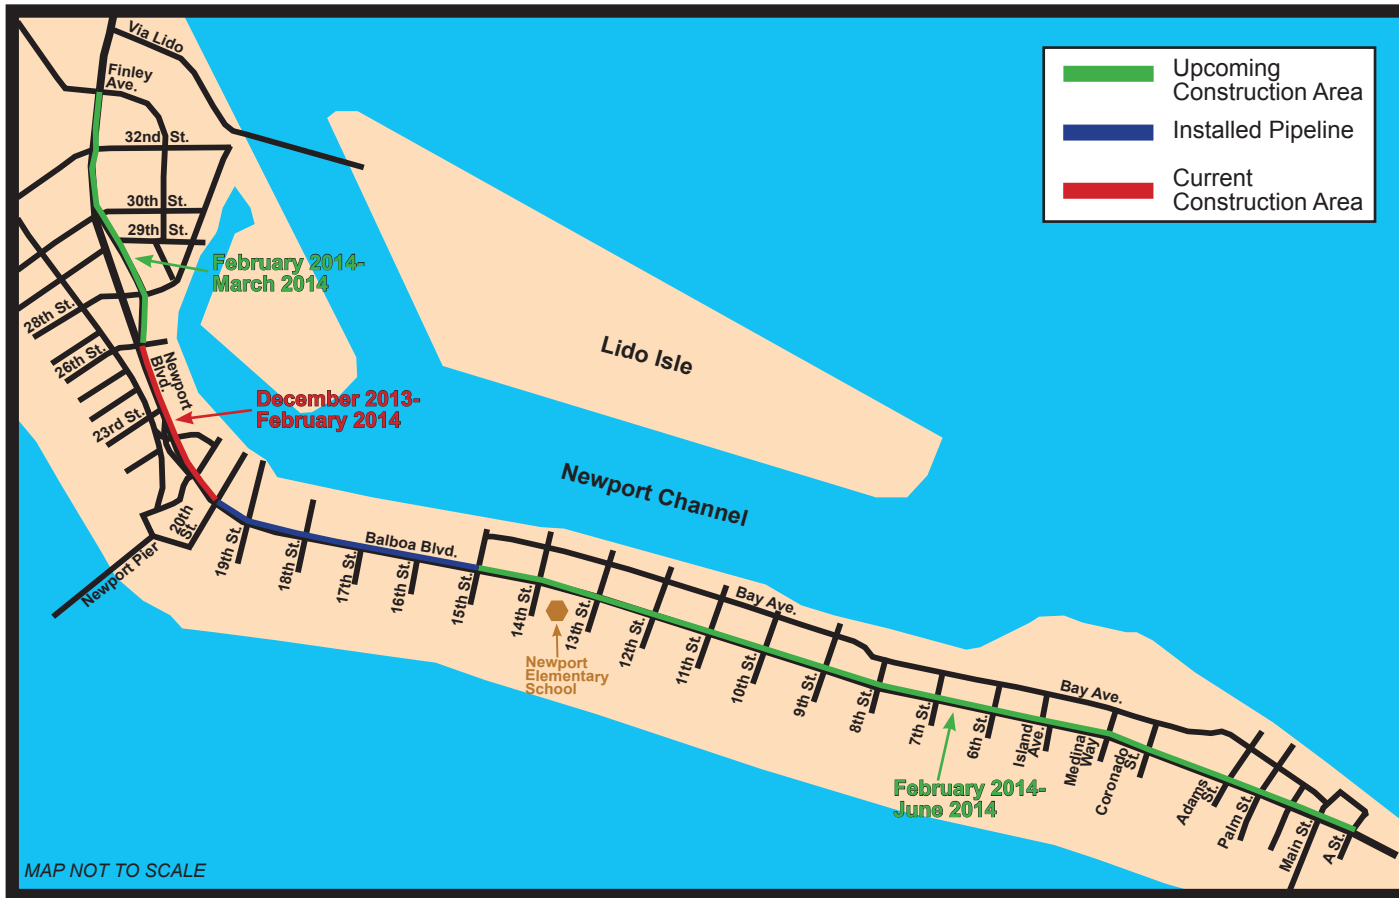 Via Lido
Finley
Ave.
32nd St.
30th St.
29th St.
February 2014-
March 2014
28th St.
26th St.
Newport
Blvd.
23rd St.
December 2013-
February 2014
20th
St.
Newport Pier
19th St.
18th St.
17th St.
16th St.
15th St.
Balboa Blvd.
14th St.
13th St.
12th St.
11th St.
10th St.
9th St.
8th St.
7th St.
6th St.
Island
Ave.
Medina
Way
Coronado
St.
Adams
St.
Palm St.
Main St.
A St.
Bay Ave.
Bay Ave.
Newport
Elementary
School
February 2014-
June 2014
Lido Isle
Newport Channel
Upcoming
Construction Area
Installed Pipeline
Current
Construction Area
MAP NOT TO SCALE